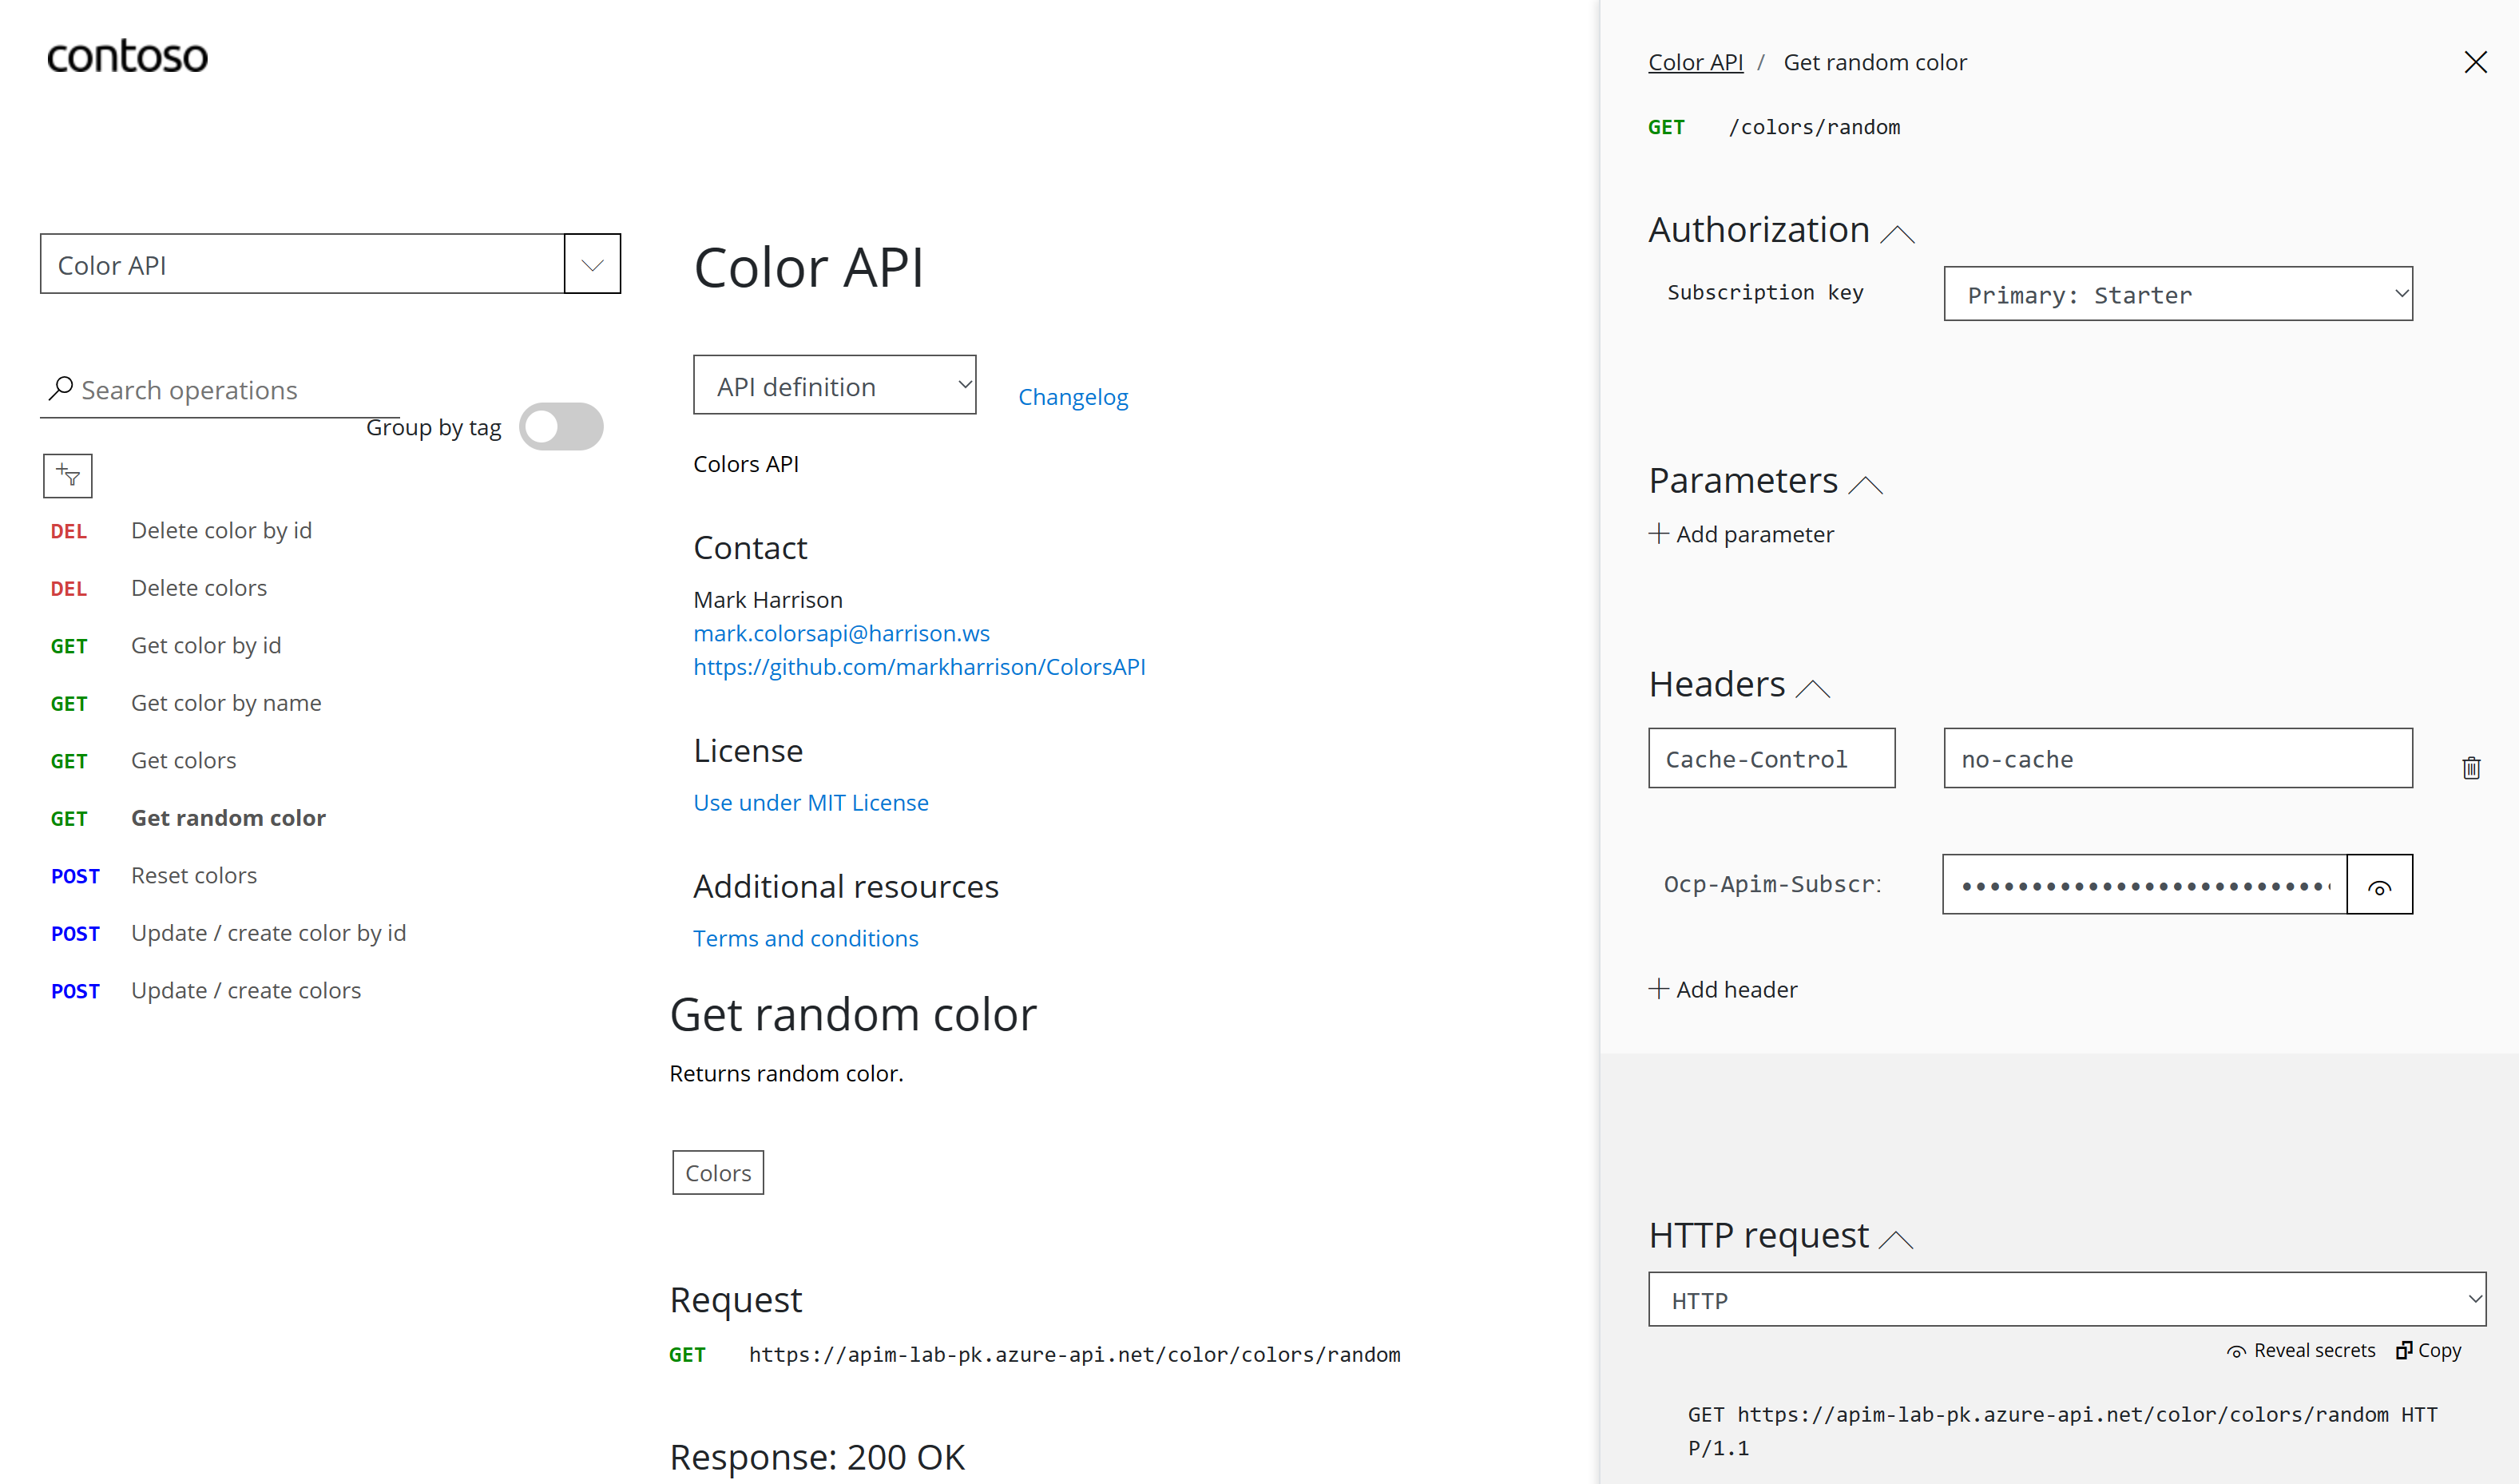 contoso
Color API
Search operations
Group by tag
DEL Delete color by id
DEL Delete colors
GET Get color by id
GET Get color by name
GET Get colors
GET Get random color
POST Reset colors
POST Update / create color by id
POST Update / create colors
Color API
API definition
Changelog
Colors API
Contact
Mark Harrison
mark.colorsapi@harrison.ws
https://github.com/markharrison/ColorsAPI
License
Use under MIT License
Additional resources
Terms and conditions
Get random color
Returns random color.
Colors
Request
GET https://apim-lab-pk.azure-api.net/color/colors/random
Response: 200 OK
Color API / Get random color
GET /colors/random
Authorization
Subscription key Primary: Starter
Parameters
Add parameter
Headers
Cache-Control no-cache
Ocp-Apim-Subscr
Add header
HTTP request
HTTP
Reveal secrets Copy
GET https://apim-lab-pk.azure-api.net/color/colors/random HTT
P/1.1